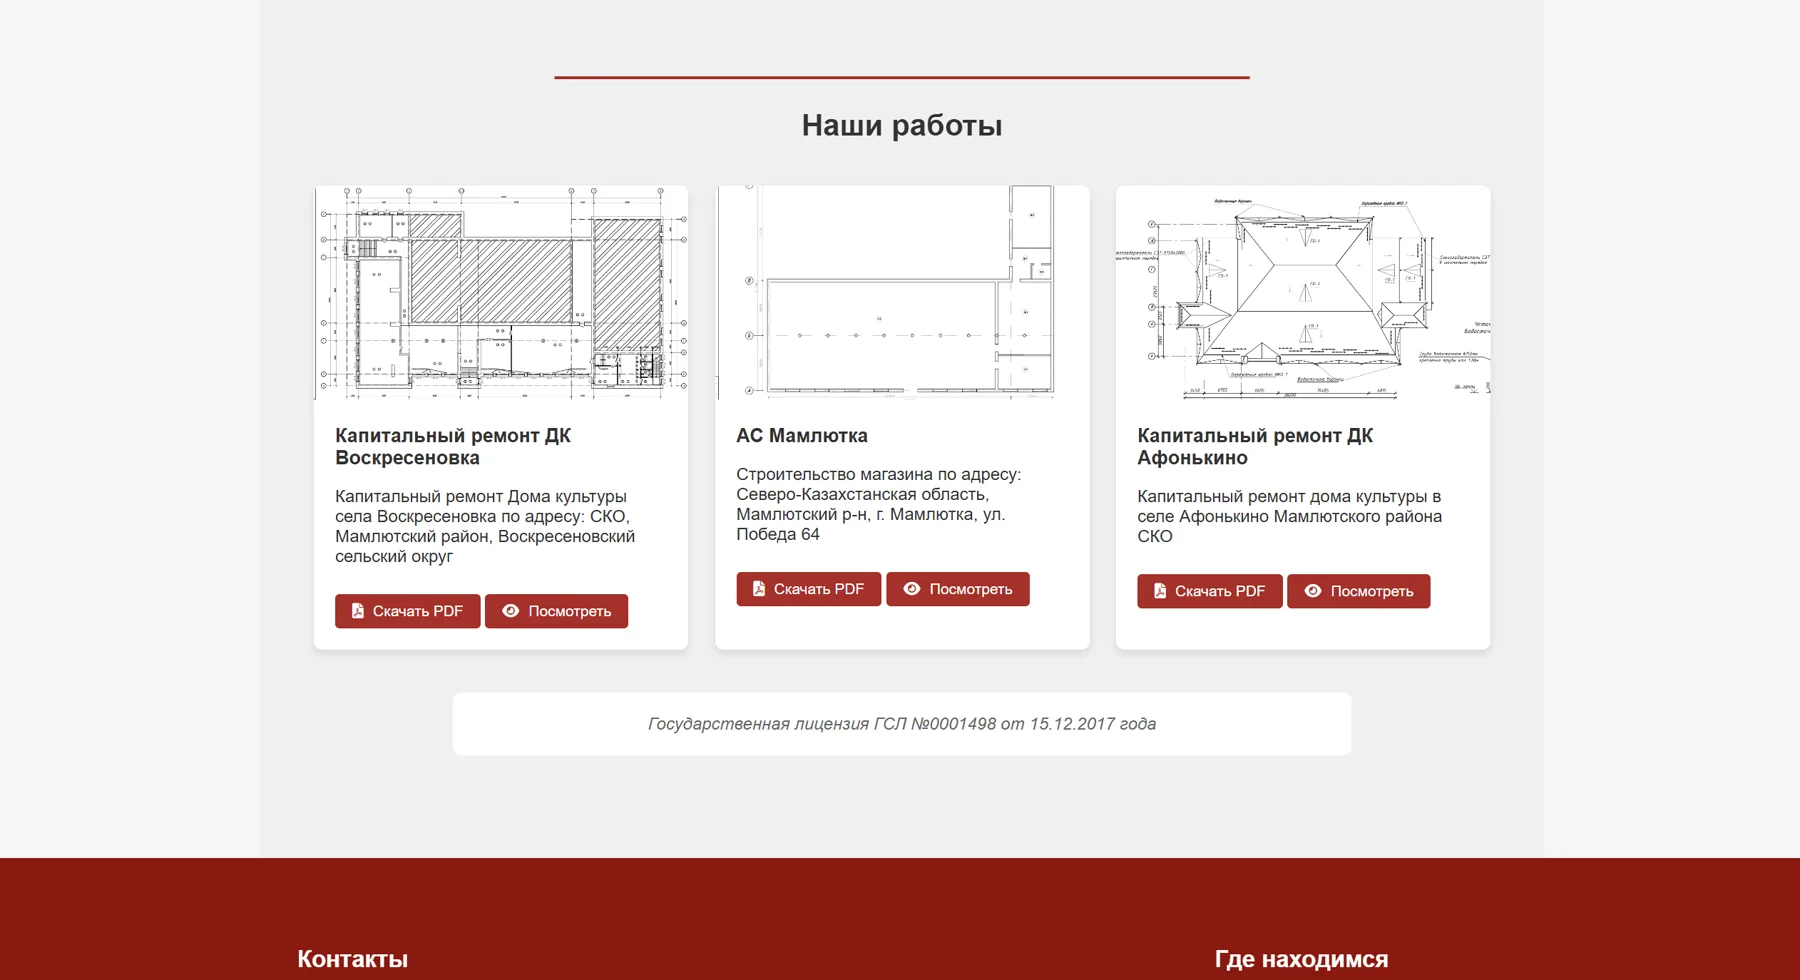 Наши работы
Капитальный ремонт ДК
Воскресеновка
Капитальный ремонт Дома культуры
села Воскресеновка по адресу: СКО,
Мамлютский район, Воскресеновский
сельский округ
Скачать PDF
Посмотреть
АС Мамлютка
Строительство магазина по адресу:
Северо-Казахстанская область,
Мамлютский р-н, г. Мамлютка, ул.
Победа 64
Скачать PDF
Посмотреть
Капитальный ремонт ДК
Афонькино
Капитальный ремонт дома культуры в
селе Афонькино Мамлютского района
СКО
Скачать PDF
Посмотреть
Государственная лицензия ГСЛ №0001498 от 15.12.2017 года
Контакты
Где находимся